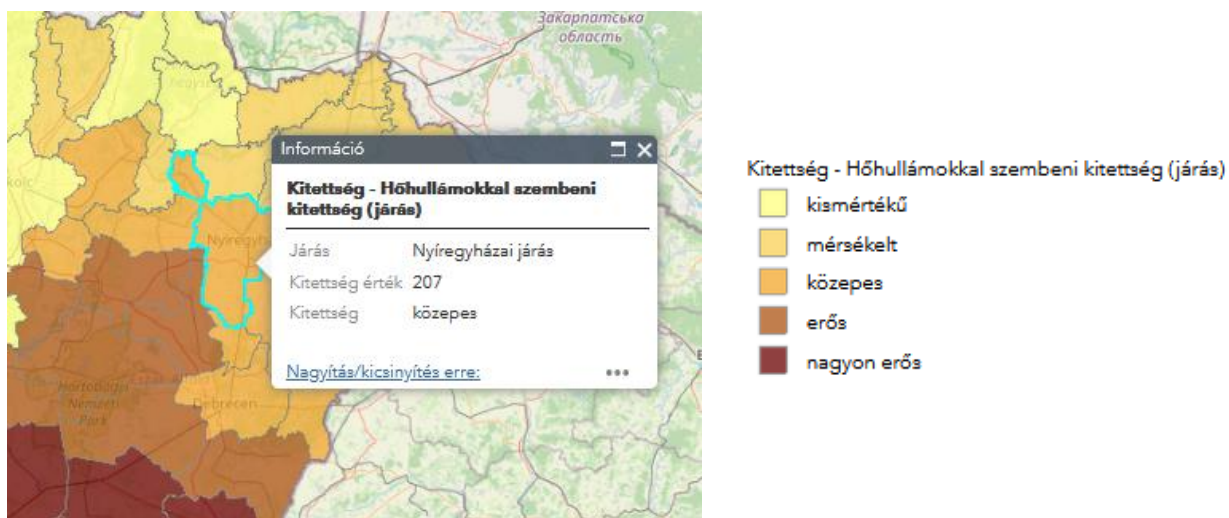 Закарпатська
область
Információ
Kitettség - Hőhullámokkal szembeni
kitettség (járás)
Járás Nyíregyházai járás
Kitettség érték 207
Kitettség közepes
Nagyítás/kicsinyítés erre:
Hortobágyi
Nemzeti
Park
Debrecen
Kitettség - Hőhullámokkal szembeni kitettség (járás)
kismértékű
mérsékelt
közepes
erős
nagyon erős